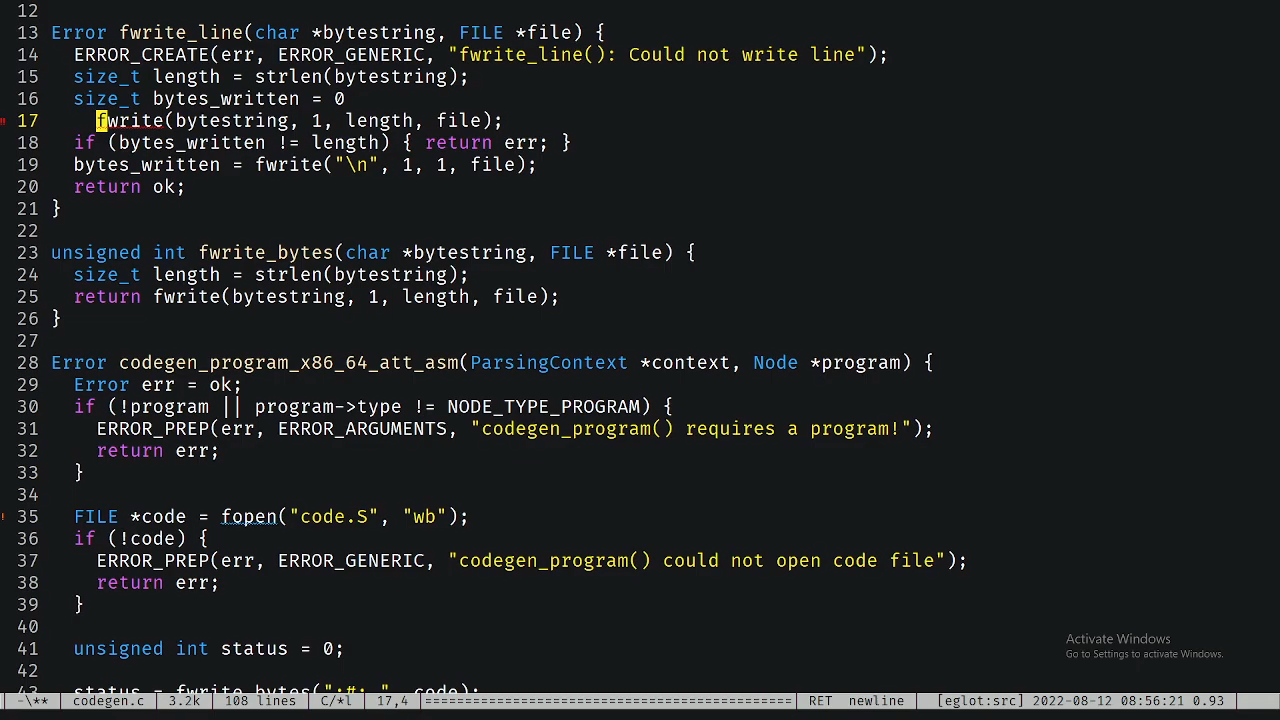 12
13 Error fwrite_line(char *bytestring, FILE *file) {
14   ERROR_CREATE(err, ERROR_GENERIC, "fwrite_line(): Could not write line");
15   size_t length = strlen(bytestring);
16   size_t bytes_written = 0
17     fwrite(bytestring, 1, length, file);
18   if (bytes_written != length) { return err; }
19   bytes_written = fwrite("\n", 1, 1, file);
20   return ok;
21 }
22
23 unsigned int fwrite_bytes(char *bytestring, FILE *file) {
24   size_t length = strlen(bytestring);
25   return fwrite(bytestring, 1, length, file);
26 }
27
28 Error codegen_program_x86_64_att_asm(ParsingContext *context, Node *program) {
29   Error err = ok;
30   if (!program || program->type != NODE_TYPE_PROGRAM) {
31     ERROR_PREP(err, ERROR_ARGUMENTS, "codegen_program() requires a program!");
32     return err;
33   }
34
35   FILE *code = fopen("code.S", "wb");
36   if (!code) {
37     ERROR_PREP(err, ERROR_GENERIC, "codegen_program() could not open code file");
38     return err;
39   }
40
41   unsigned int status = 0;
42
43   status = fwrite_bytes(";#; ", code);
Activate Windows
Go to Settings to activate Windows.
-\** codegen.c 3.2k 108 lines C/*l 17,4 RET newline [eglot:src] 2022-08-12 08:56:21 0.93